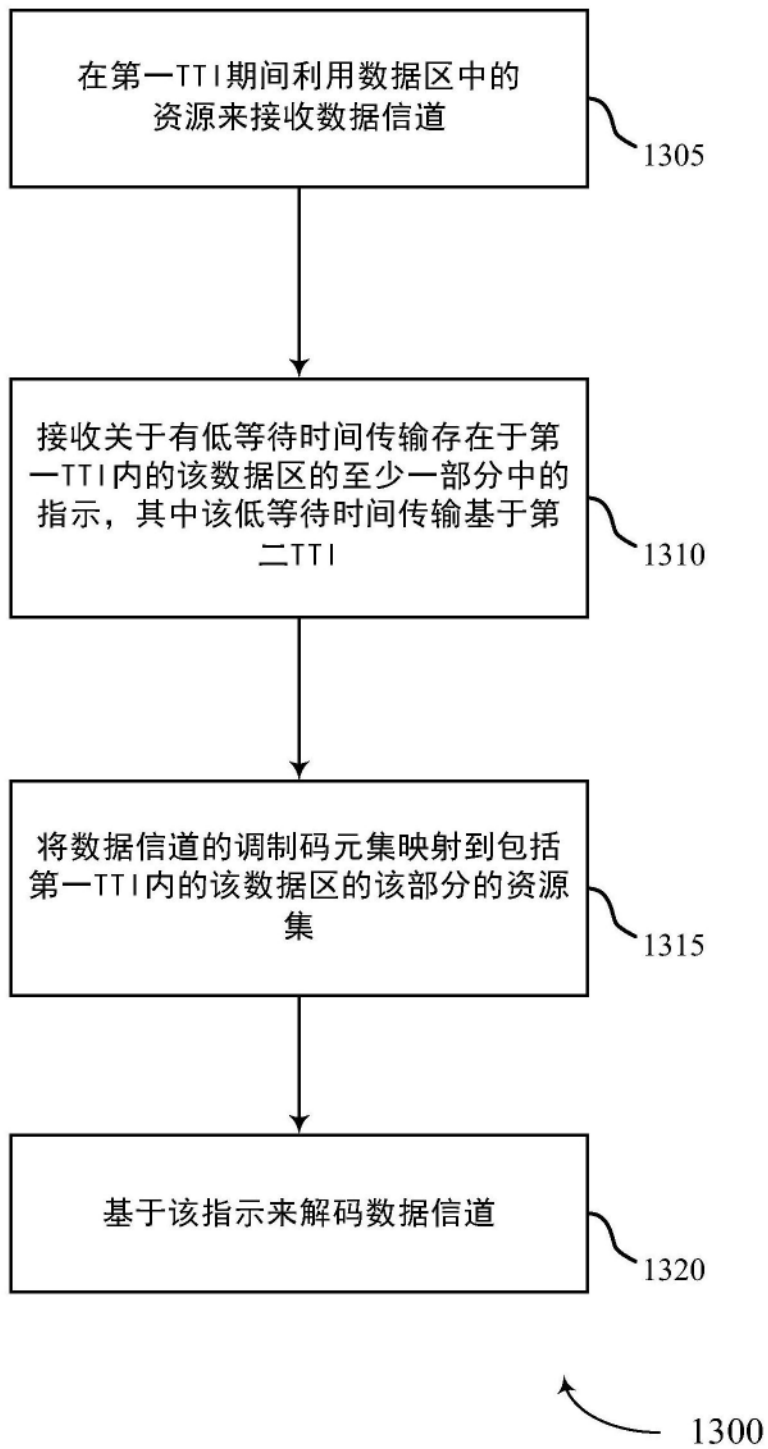 在第一TTI期间利用数据区中的
资源来接收数据信道
1305
接收关于有低等待时间传输存在于第
一TTI内的该数据区的至少一部分中的
指示，其中该低等待时间传输基于第
二TTI
1310
将数据信道的调制码元集映射到包括
第一TTI内的该数据区的该部分的资源
集
1315
基于该指示来解码数据信道
1320
1300